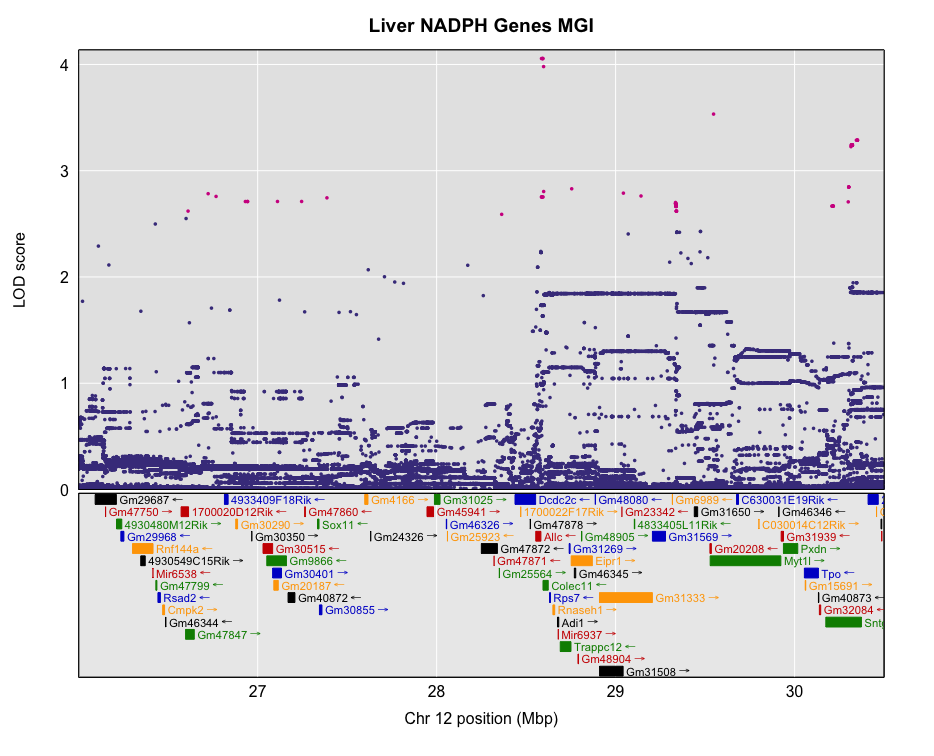 Liver NADPH Genes MGI
4
3
2
1
0
LOD score
Gm29687 ← 4933409F18Rik ← Gm4166 → Gm31025 ← Dcdc2c ← Gm48080 ← Gm6989 → C630031E19Rik ←
Gm47750 ← 1700020D12Rik ← Gm47860 ← Gm45941 ← 1700022F17Rik ← Gm23342 ← Gm31650 → Gm46346 ←
4930480M12Rik → Gm30290 → Sox11 ← Gm46326 → Gm47878 ← 4833405L11Rik ← C030014C12Rik ←
Gm29968 ← Gm30350 → Gm24326 → Gm25923 ← Allc ← Gm48905 ← Gm31569 → Gm31939 ←
Rnf144a ← Gm30515 ← Gm47872 ← Gm31269 ← Gm20208 ← Pxdn →
4930549C15Rik → Gm9866 ← Gm47871 ← Eipr1 ← Myt1l →
Mir6538 ← Gm30401 → Gm25564 → Gm46345 ← Tpo ←
Gm47799 ← Gm20187 ← Colec11 ← Gm15691 →
Rsad2 ← Gm40872 → Rps7 ← Gm31333 → Gm40873 ←
Cmpk2 ← Gm30855 → Rnaseh1 ← Gm32084 ←
Gm46344 ← Adi1 → Sntg
Gm47847 → Mir6937 →
Trappc12 ←
Gm48904 →
Gm31508 →
27 28 29 30
Chr 12 position (Mbp)